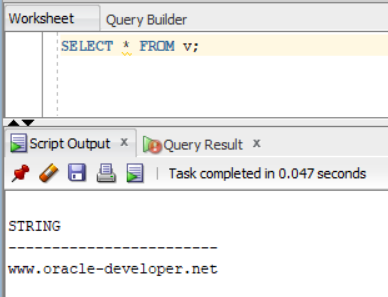 Worksheet Query Builder
SELECT * FROM v;
Script Output x Query Result x
Task completed in 0.047 seconds
STRING
------------------------
www.oracle-developer.net